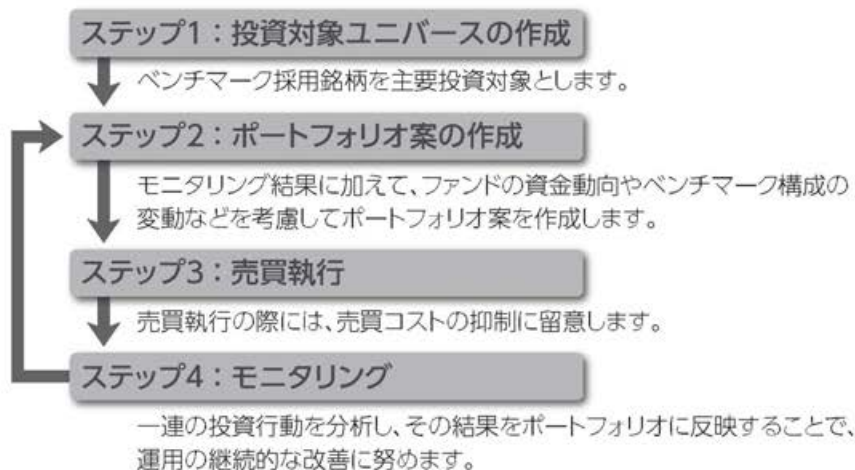 ステップ1：投資対象ユニバースの作成
ベンチマーク採用銘柄を主要投資対象とします。
ステップ2：ポートフォリオ案の作成
モニタリング結果に加えて、ファンドの資金動向やベンチマーク構成の
変動などを考慮してポートフォリオ案を作成します。
ステップ3：売買執行
売買執行の際には、売買コストの抑制に留意します。
ステップ4：モニタリング
一連の投資行動を分析し、その結果をポートフォリオに反映することで、
運用の継続的な改善に努めます。